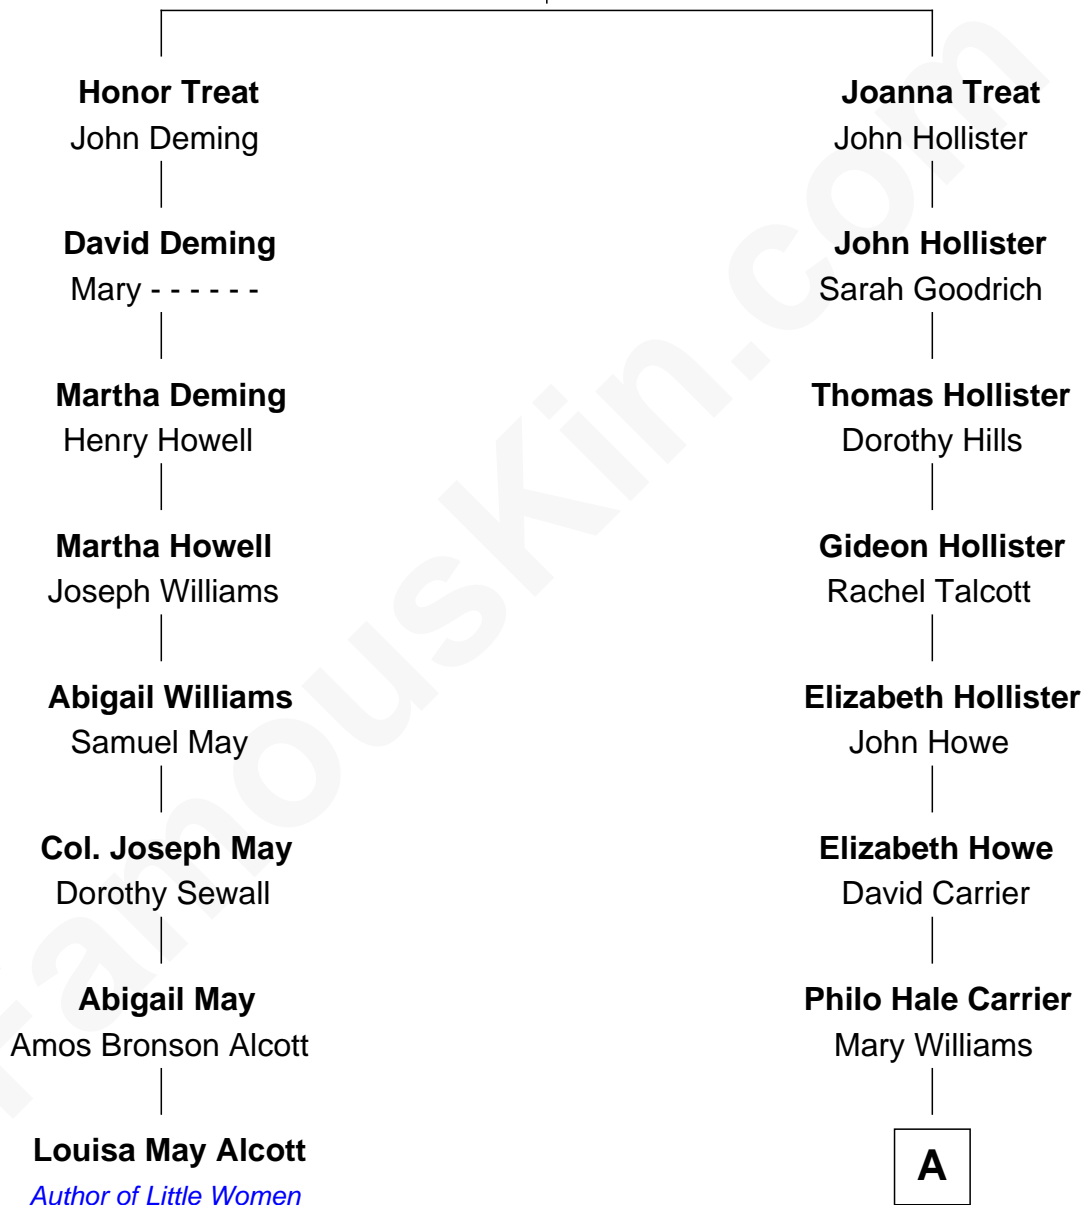 Honor Treat
John Deming
David Deming
Mary - - - - - -
Martha Deming
Henry Howell
Martha Howell
Joseph Williams
Abigail Williams
Samuel May
Col. Joseph May
Dorothy Sewall
Abigail May
Amos Bronson Alcott
Louisa May Alcott
Author of Little Women
Joanna Treat
John Hollister
John Hollister
Sarah Goodrich
Thomas Hollister
Dorothy Hills
Gideon Hollister
Rachel Talcott
Elizabeth Hollister
John Howe
Elizabeth Howe
David Carrier
Philo Hale Carrier
Mary Williams
A
FamousKin.com